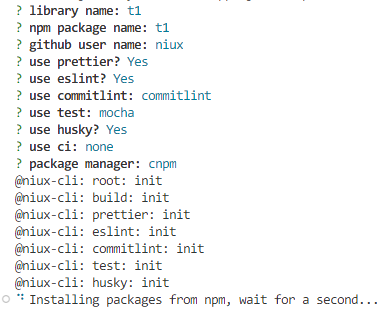 ? library name: t1
? npm package name: t1
? github user name: niux
? use prettier? Yes
? use eslint? Yes
? use commitlint: commitlint
? use test: mocha
? use husky? Yes
? use ci: none
? package manager: cnpm
@niux-cli: root: init
@niux-cli: build: init
@niux-cli: prettier: init
@niux-cli: eslint: init
@niux-cli: commitlint: init
@niux-cli: test: init
@niux-cli: husky: init
Installing packages from npm, wait for a second...